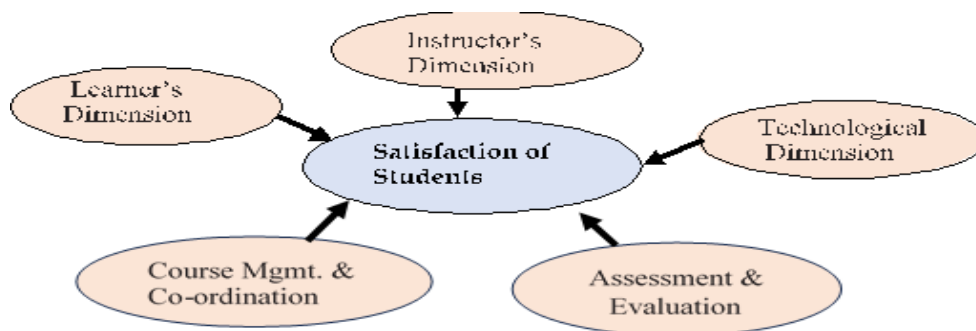 Instructor's
Dimension
Learner's
Dimension
Technological
Dimension
Satisfaction of
Students
Course Mgmt. &
Co-ordination
Assessment &
Evaluation